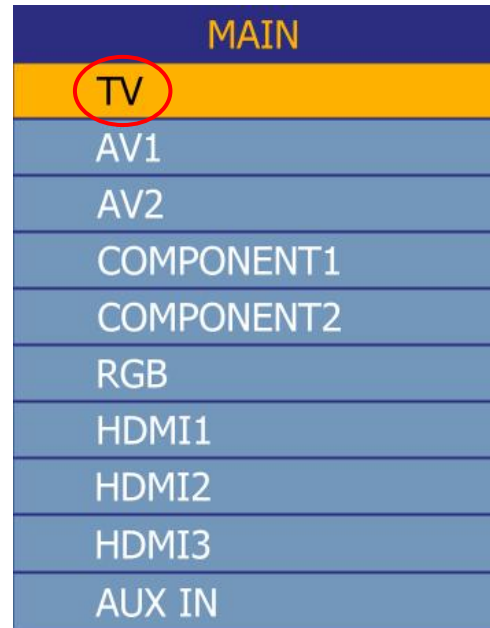 MAIN
TV
AV1
AV2
COMPONENT1
COMPONENT2
RGB
HDMI1
HDMI2
HDMI3
AUX IN